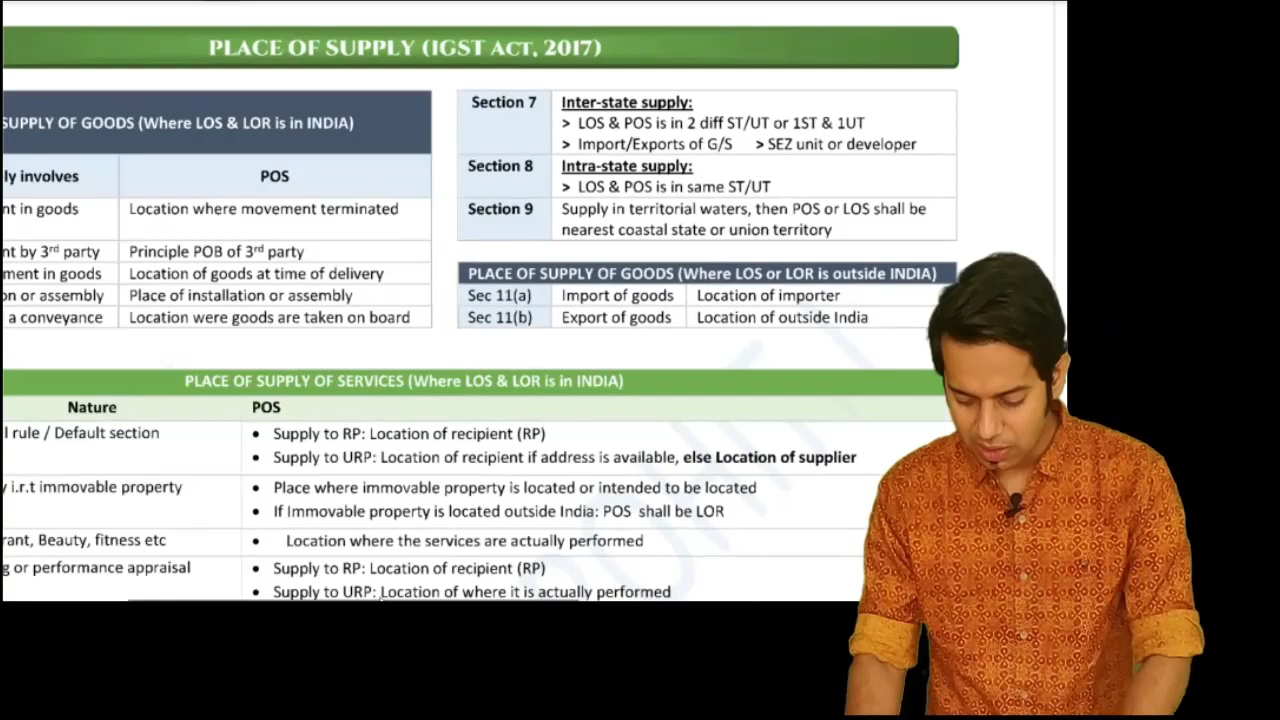 PLACE OF SUPPLY (IGST ACT, 2017)
SUPPLY OF GOODS (Where LOS & LOR is in INDIA)
ly involves POS
nt in goods Location where movement terminated
nt by 3rd party Principle POB of 3rd party
ment in goods Location of goods at time of delivery
on or assembly Place of installation or assembly
a conveyance Location were goods are taken on board
Section 7 Inter-state supply:
> LOS & POS is in 2 diff ST/UT or 1ST & 1UT
> Import/Exports of G/S > SEZ unit or developer
Section 8 Intra-state supply:
> LOS & POS is in same ST/UT
Section 9 Supply in territorial waters, then POS or LOS shall be
nearest coastal state or union territory
PLACE OF SUPPLY OF GOODS (Where LOS or LOR is outside INDIA)
Sec 11(a) Import of goods Location of importer
Sec 11(b) Export of goods Location of outside India
PLACE OF SUPPLY OF SERVICES (Where LOS & LOR is in INDIA)
Nature POS
l rule / Default section • Supply to RP: Location of recipient (RP)
• Supply to URP: Location of recipient if address is available, else Location of supplier
y i.r.t immovable property • Place where immovable property is located or intended to be located
• If Immovable property is located outside India: POS shall be LOR
rant, Beauty, fitness etc • Location where the services are actually performed
g or performance appraisal • Supply to RP: Location of recipient (RP)
• Supply to URP: Location of where it is actually performed